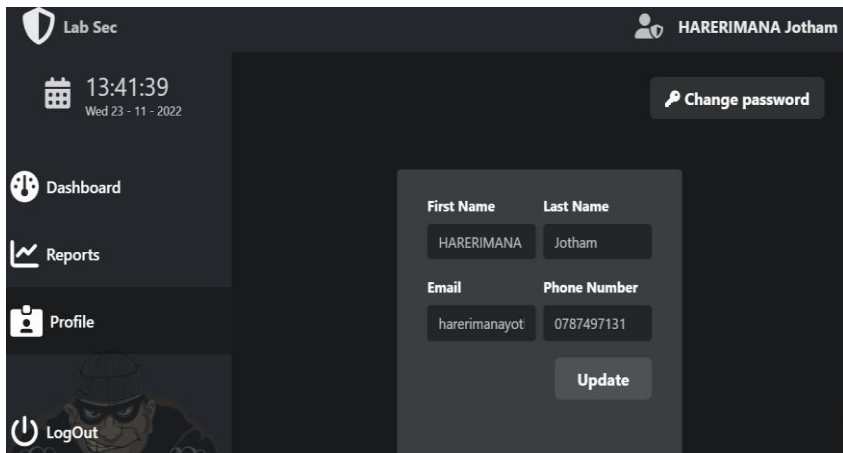 Lab Sec
HARERIMANA Jotham
13:41:39
Wed 23 - 11 - 2022
Change password
Dashboard
Reports
Profile
LogOut
First Name Last Name
HARERIMANA Jotham
Email Phone Number
harerimanayot 0787497131
Update